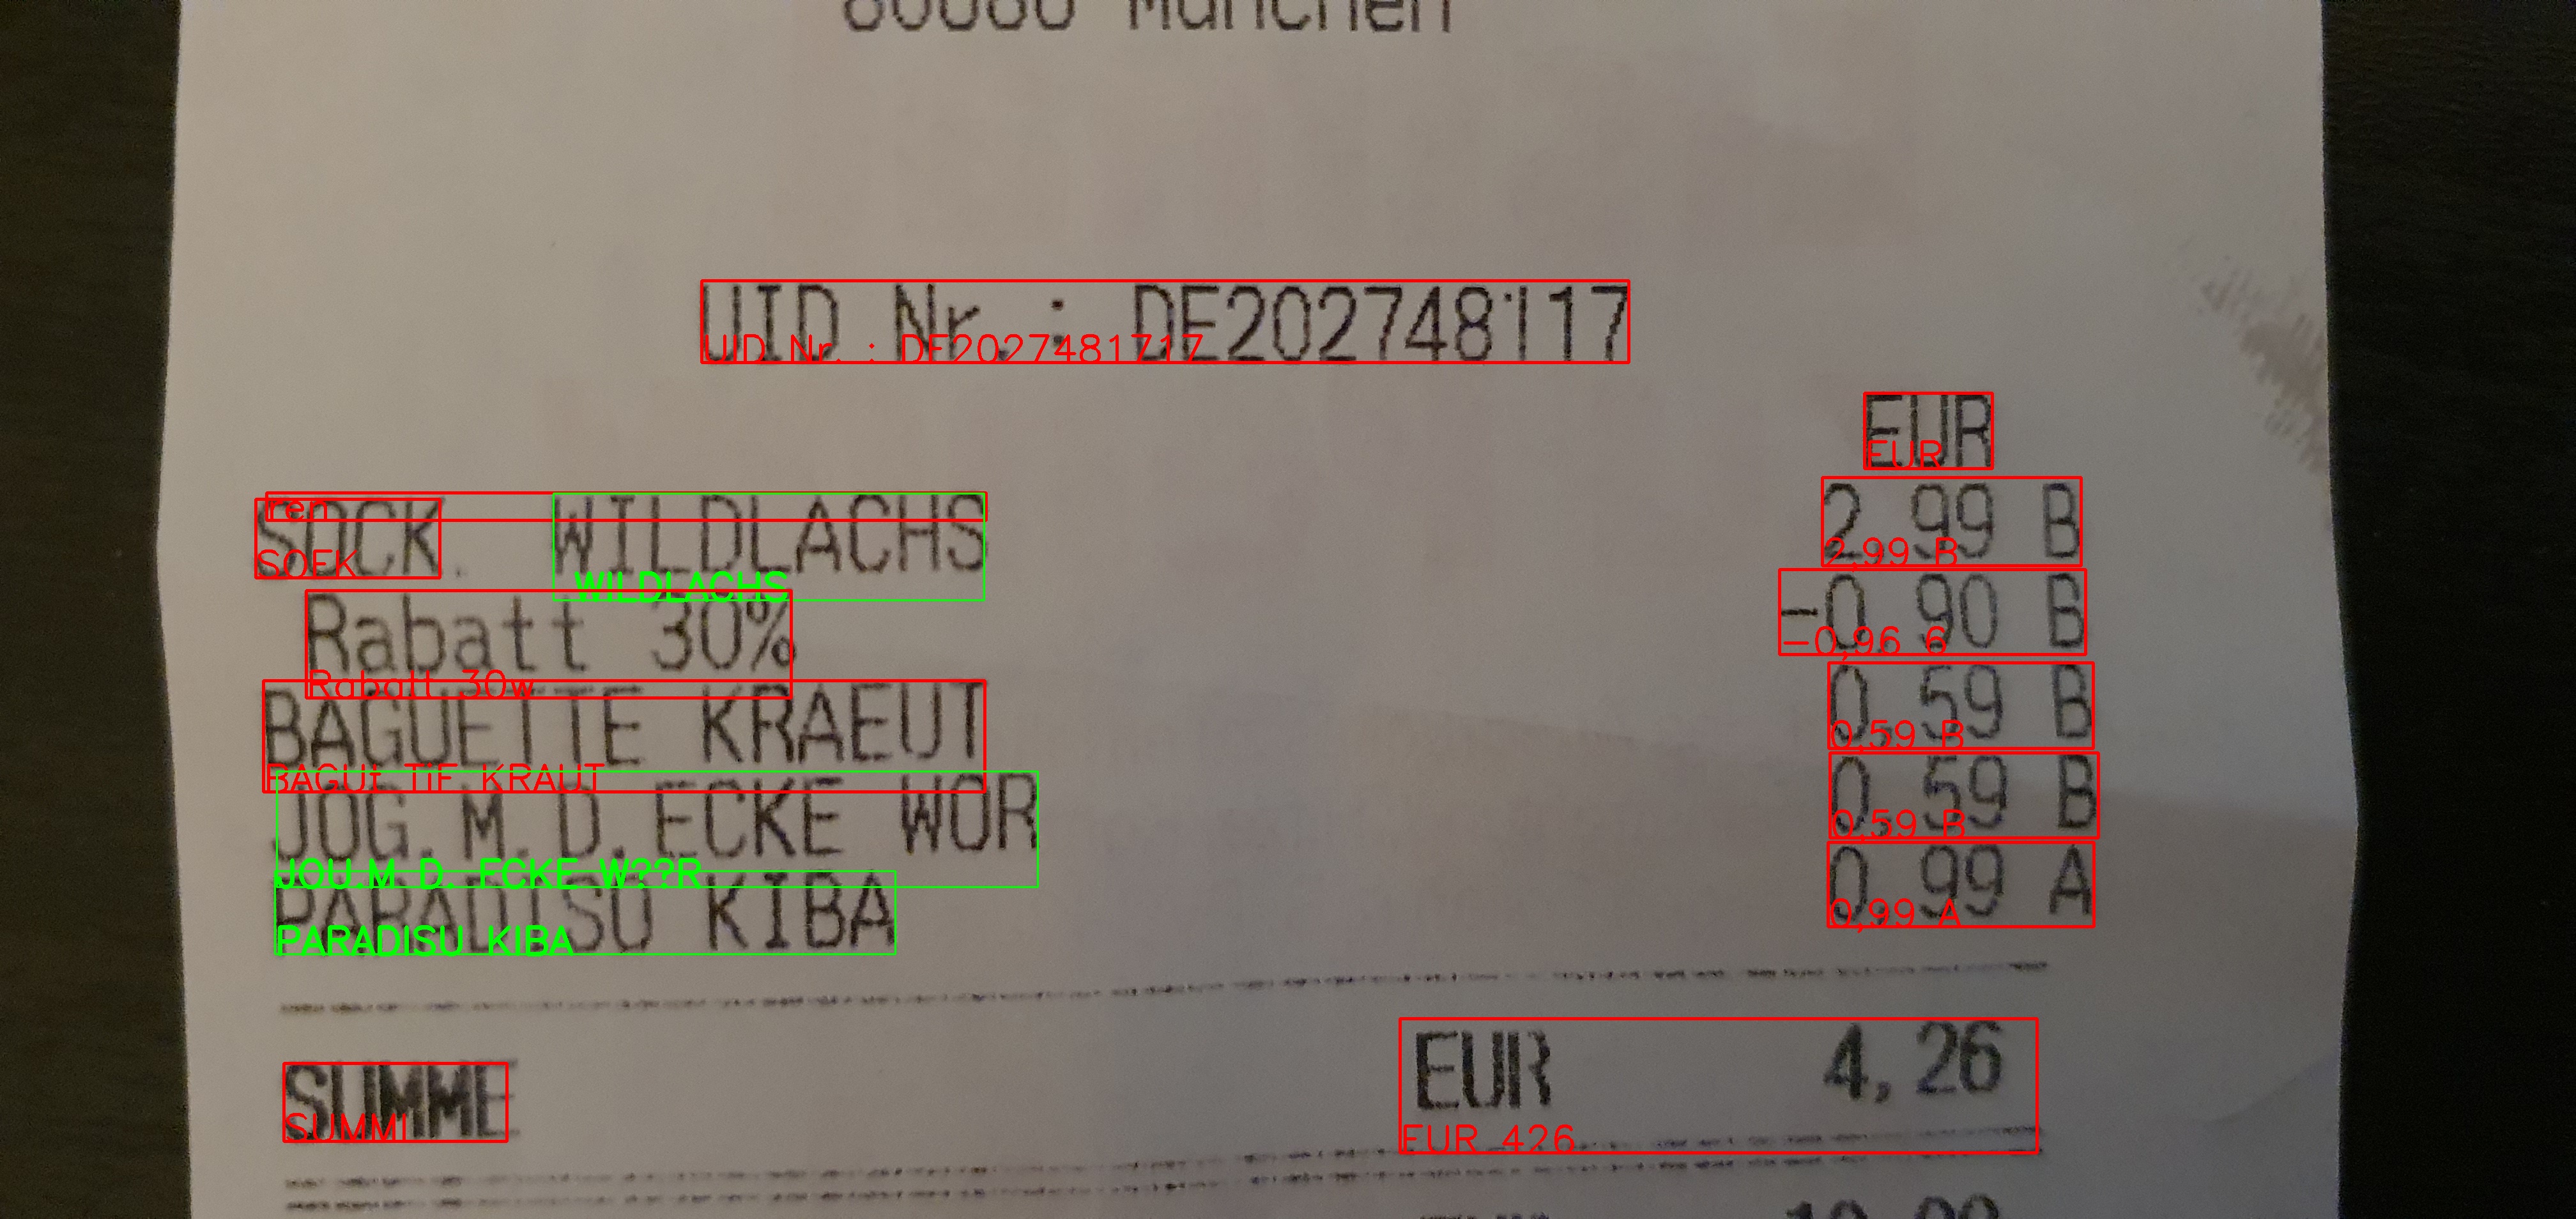 München
UID Nr. : DE202748117
UID Nr. : DE2027481717
EUR
EUR
ren
SOCK. WILDLACHS 2,99 B
SOEK WILDLACHS 2,99 B
Rabatt 30% -0,90 B
Rabatt 30w -0,96 6
BAGUETTE KRAEUT 0,59 B
BAGUt TiF KRAUT 0,59 B
JOG.M.D.ECKE WOR 0,59 B
JOU.M D. FCKE W??R 0,59 B
PARADISO KIBA 0,99 A
PARADISU KIBA 0,99 A
SUMME EUR 4,26
SUMMI EUR 426